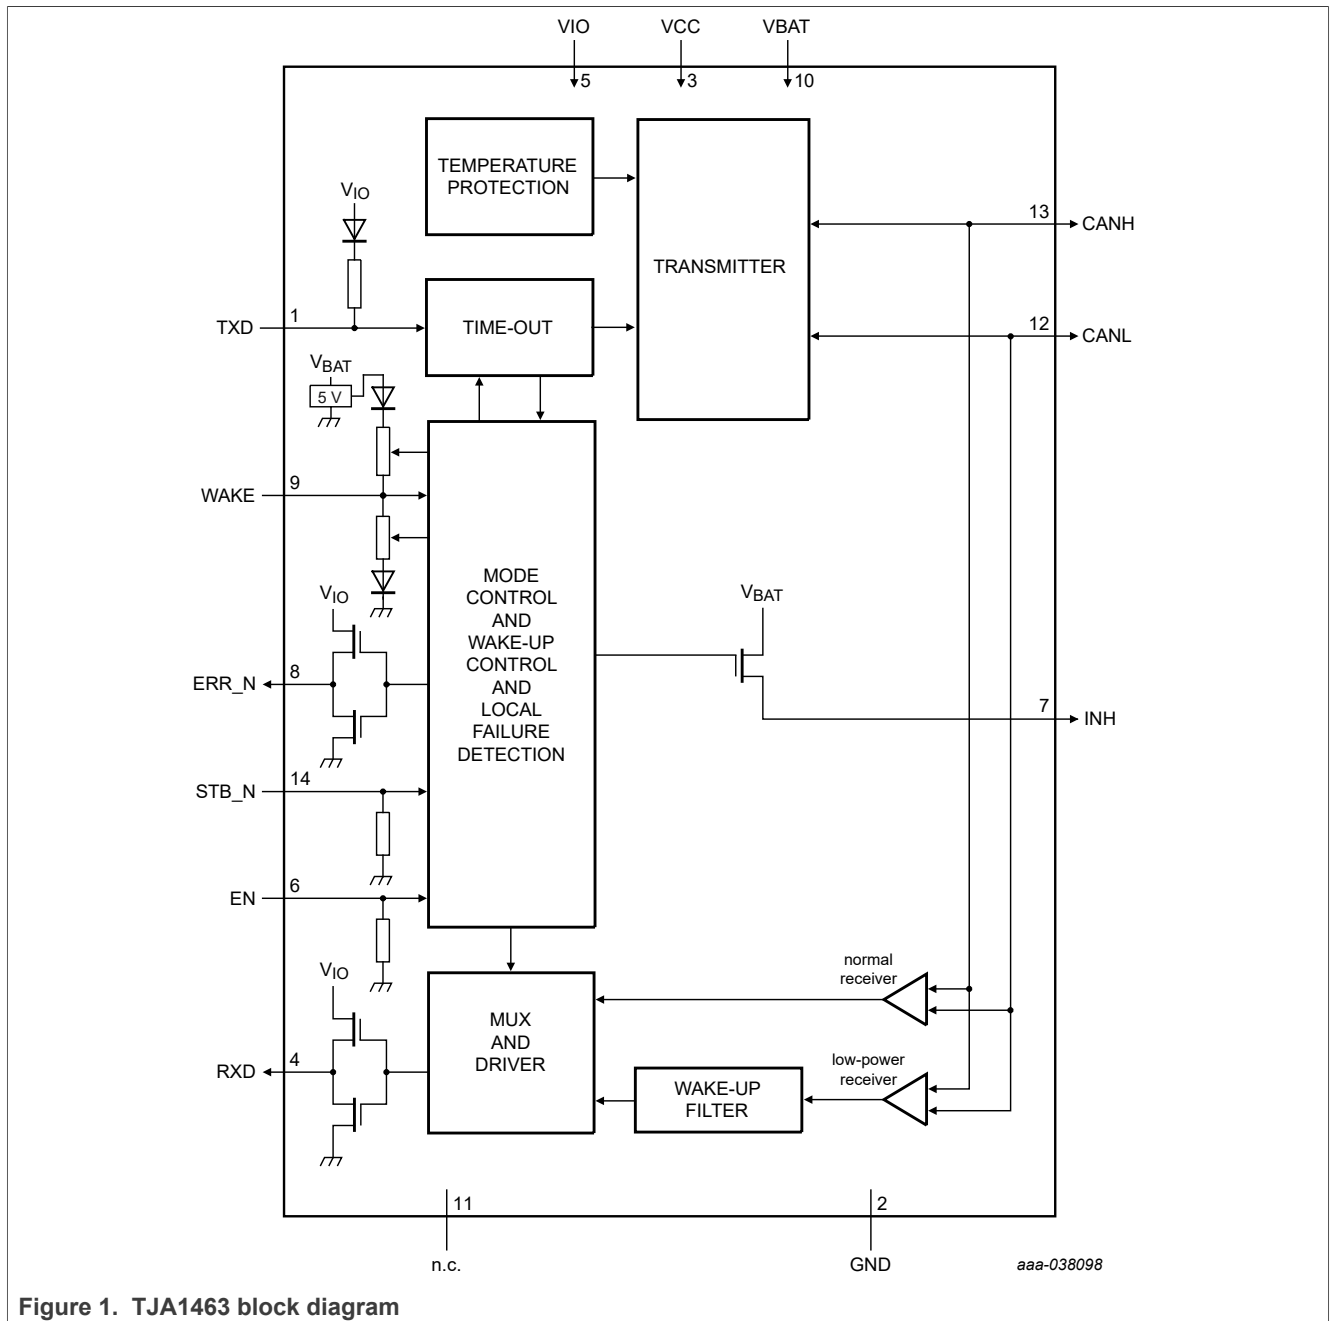 VIO VCC VBAT
5 3 10
TEMPERATURE
PROTECTION
VIO
13
CANH
TRANSMITTER
1
TXD
TIME-OUT
12
CANL
VBAT
5 V
9
WAKE
MODE
CONTROL
AND
WAKE-UP
CONTROL
AND
LOCAL
FAILURE
DETECTION
VIO
VBAT
8
ERR_N
7
INH
14
STB_N
6
EN
VIO
normal
receiver
MUX
AND
DRIVER
4
RXD
low-power
receiver
WAKE-UP
FILTER
11
2
n.c.
GND
aaa-038098
Figure 1. TJA1463 block diagram